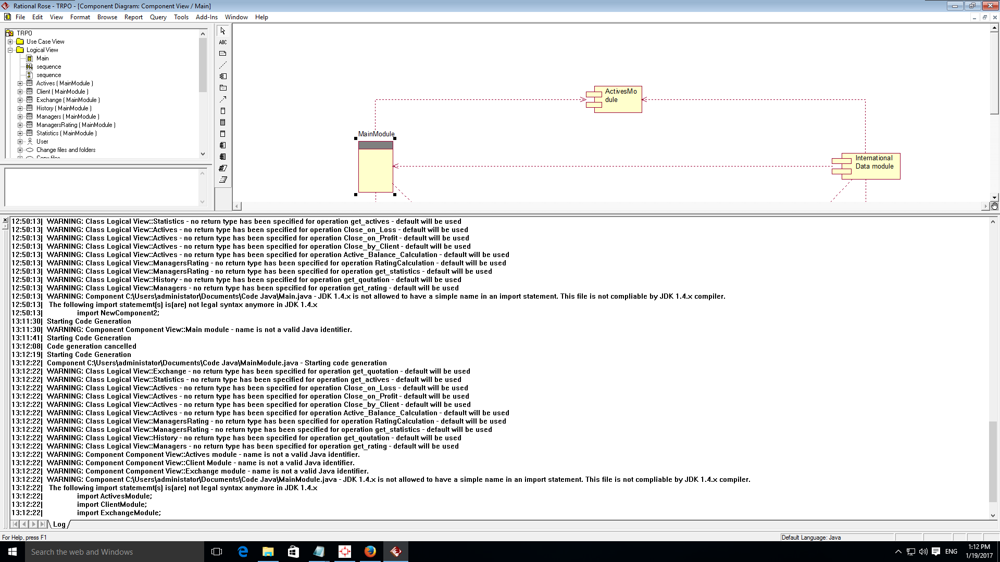 Rational Rose - TRPO - [Component Diagram: Component View / Main]
File Edit View Format Browse Report Query Tools Add-Ins Window Help
TRPO
Use Case View
Logical View
Main
sequence
sequence
Actives ( MainModule )
Client ( MainModule )
Exchange ( MainModule )
History ( MainModule )
Managers ( MainModule )
ManagersRating ( MainModule )
Statistics ( MainModule )
User
Change files and folders
Copy files
ABC
ActivesMo
dule
MainModule
International
Data module
12:50:13| WARNING: Class Logical View::Statistics - no return type has been specified for operation get_actives - default will be used
12:50:13| WARNING: Class Logical View::Actives - no return type has been specified for operation Close_on_Loss - default will be used
12:50:13| WARNING: Class Logical View::Actives - no return type has been specified for operation Close_on_Profit - default will be used
12:50:13| WARNING: Class Logical View::Actives - no return type has been specified for operation Close_by_Client - default will be used
12:50:13| WARNING: Class Logical View::Actives - no return type has been specified for operation Active_Balance_Calculation - default will be used
12:50:13| WARNING: Class Logical View::ManagersRating - no return type has been specified for operation RatingCalculation - default will be used
12:50:13| WARNING: Class Logical View::ManagersRating - no return type has been specified for operation get_statistics - default will be used
12:50:13| WARNING: Class Logical View::History - no return type has been specified for operation get_qoutation - default will be used
12:50:13| WARNING: Class Logical View::Managers - no return type has been specified for operation get_rating - default will be used
12:50:13| WARNING: Component C:\Users\administator\Documents\Code Java\Main.java - JDK 1.4.x is not allowed to have a simple name in an import statement. This file is not compliable by JDK 1.4.x compiler.
12:50:13| The following import statememt(s) is(are) not legal syntax anymore in JDK 1.4.x
12:50:13| import NewComponent2;
13:11:30| Starting Code Generation
13:11:30| WARNING: Component Component View::Main module - name is not a valid Java identifier.
13:11:41| Starting Code Generation
13:12:08| Code generation cancelled
13:12:19| Starting Code Generation
13:12:22| Component C:\Users\administator\Documents\Code Java\MainModule.java - Starting code generation
13:12:22| WARNING: Class Logical View::Exchange - no return type has been specified for operation get_quotation - default will be used
13:12:22| WARNING: Class Logical View::Statistics - no return type has been specified for operation get_actives - default will be used
13:12:22| WARNING: Class Logical View::Actives - no return type has been specified for operation Close_on_Loss - default will be used
13:12:22| WARNING: Class Logical View::Actives - no return type has been specified for operation Close_on_Profit - default will be used
13:12:22| WARNING: Class Logical View::Actives - no return type has been specified for operation Close_by_Client - default will be used
13:12:22| WARNING: Class Logical View::Actives - no return type has been specified for operation Active_Balance_Calculation - default will be used
13:12:22| WARNING: Class Logical View::ManagersRating - no return type has been specified for operation RatingCalculation - default will be used
13:12:22| WARNING: Class Logical View::ManagersRating - no return type has been specified for operation get_statistics - default will be used
13:12:22| WARNING: Class Logical View::History - no return type has been specified for operation get_qoutation - default will be used
13:12:22| WARNING: Class Logical View::Managers - no return type has been specified for operation get_rating - default will be used
13:12:22| WARNING: Component Component View::Actives module - name is not a valid Java identifier.
13:12:22| WARNING: Component Component View::Client Module - name is not a valid Java identifier.
13:12:22| WARNING: Component Component View::Exchange module - name is not a valid Java identifier.
13:12:22| WARNING: Component C:\Users\administator\Documents\Code Java\MainModule.java - JDK 1.4.x is not allowed to have a simple name in an import statement. This file is not compliable by JDK 1.4.x compiler.
13:12:22| The following import statememt(s) is(are) not legal syntax anymore in JDK 1.4.x
13:12:22| import ActivesModule;
13:12:22| import ClientModule;
13:12:22| import ExchangeModule;
Log
For Help, press F1
Default Language: Java
Search the web and Windows
ENG
1:12 PM
1/19/2017